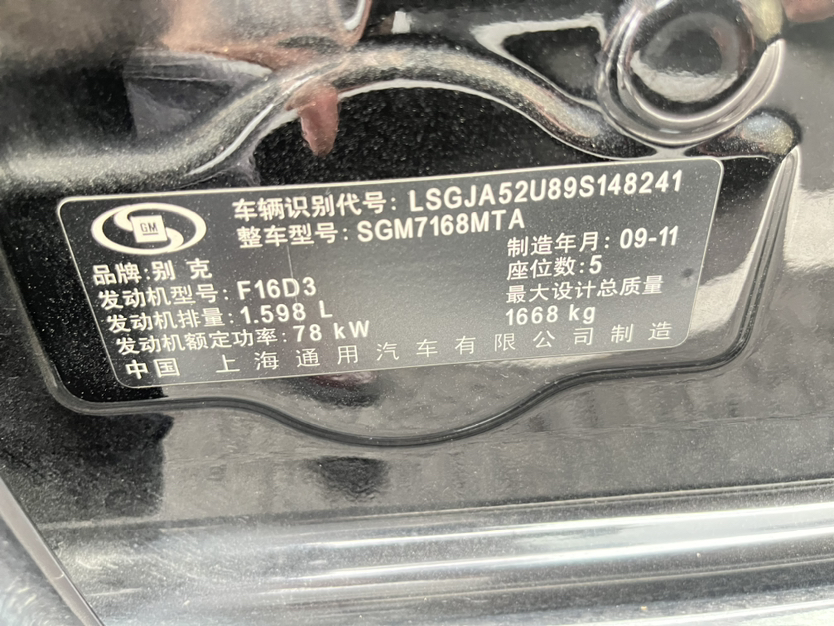 GM
车辆识别代号: LSGJA52U89S148241
整车型号: SGM7168MTA
品牌:别 克
制造年月: 09-11
发动机型号: F16D3
座位数:5
发动机排量:1.598 L
最大设计总质量
发动机额定功率: 78 kW
1668 kg
中国 上海通用汽车有限公司制造